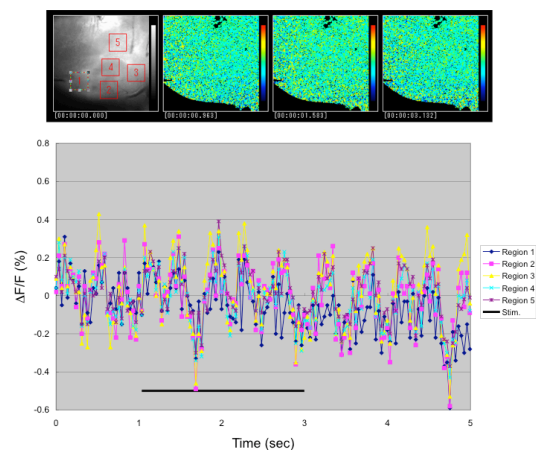 5
4
3
[00:00:00.000]
[00:00:00.963]
[00:00:01.583]
[00:00:03.132]
0.8
0.6
0.4
0.2
0
-0.2
-0.4
-0.6
ΔF/F (%)
0
1
2
3
4
5
Time (sec)
Region 1
Region 2
Region 3
Region 4
Region 5
Stim.